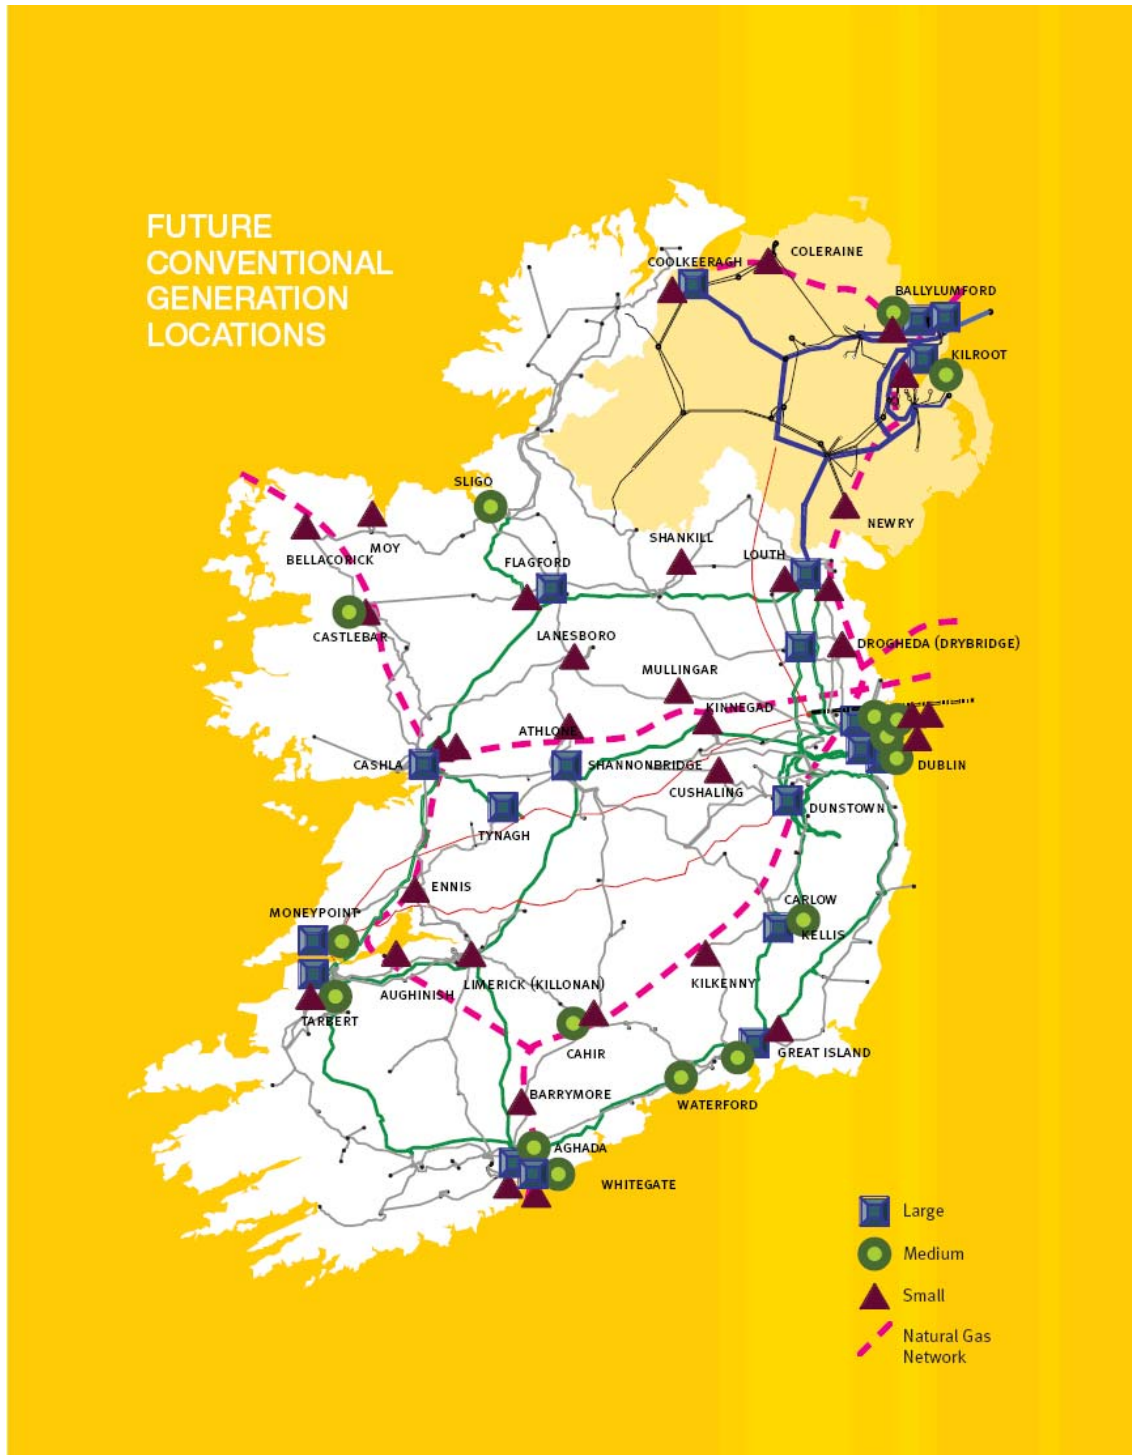 FUTURE
CONVENTIONAL
GENERATION
LOCATIONS
COLERAINE
COOLKEERAGH
BALLYLUMFORD
KILROOT
SLIGO
NEWRY
SHANKILL
MOY
BELLACORICK
LOUTH
FLAGFORD
CASTLEBAR
LANESBORO
DROGHEDA (DRYBRIDGE)
MULLINGAR
KINNEGAD
ATHLONE
CASHLA
SHANNONBRIDGE
DUBLIN
CUSHALING
DUNSTOWN
TYNAGH
ENNIS
CARLOW
MONEYPOINT
KELLIS
LIMERICK (KILLONAN)
KILKENNY
AUGHINISH
TARBERT
GREAT ISLAND
CAHIR
BARRYMORE
WATERFORD
AGHADA
WHITEGATE
Large
Medium
Small
Natural Gas
Network